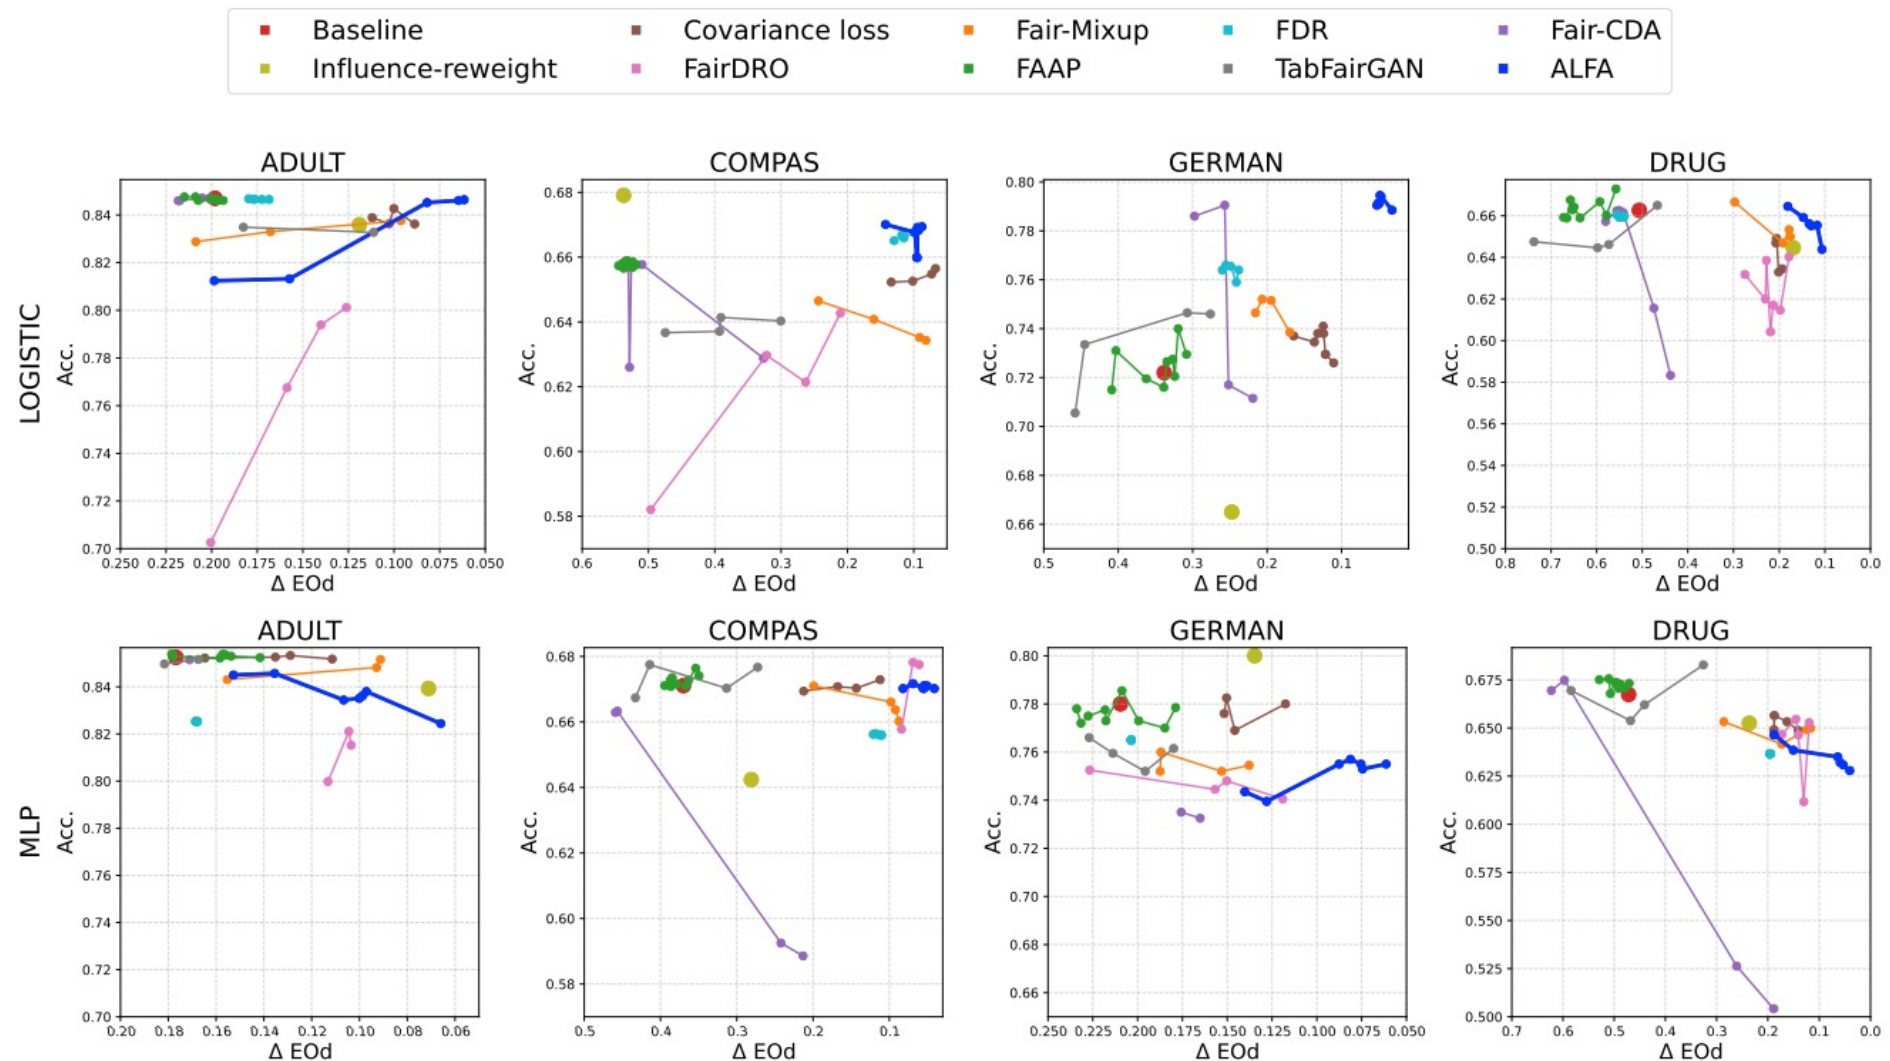 Baseline Covariance loss Fair-Mixup FDR Fair-CDA
Influence-reweight FairDRO FAAP TabFairGAN ALFA
ADULT COMPAS GERMAN DRUG
LOGISTIC
Acc.
0.84
0.82
0.80
0.78
0.76
0.74
0.72
0.70
0.250 0.225 0.200 0.175 0.150 0.125 0.100 0.075 0.050
Δ EOd
Acc.
0.68
0.66
0.64
0.62
0.60
0.58
0.6 0.5 0.4 0.3 0.2 0.1
Δ EOd
Acc.
0.80
0.78
0.76
0.74
0.72
0.70
0.68
0.66
0.5 0.4 0.3 0.2 0.1
Δ EOd
Acc.
0.66
0.64
0.62
0.60
0.58
0.56
0.54
0.52
0.50
0.8 0.7 0.6 0.5 0.4 0.3 0.2 0.1 0.0
Δ EOd
ADULT COMPAS GERMAN DRUG
MLP
Acc.
0.84
0.82
0.80
0.78
0.76
0.74
0.72
0.70
0.20 0.18 0.16 0.14 0.12 0.10 0.08 0.06
Δ EOd
Acc.
0.68
0.66
0.64
0.62
0.60
0.58
0.5 0.4 0.3 0.2 0.1
Δ EOd
Acc.
0.80
0.78
0.76
0.74
0.72
0.70
0.68
0.66
0.250 0.225 0.200 0.175 0.150 0.125 0.100 0.075 0.050
Δ EOd
Acc.
0.675
0.650
0.625
0.600
0.575
0.550
0.525
0.500
0.7 0.6 0.5 0.4 0.3 0.2 0.1 0.0
Δ EOd